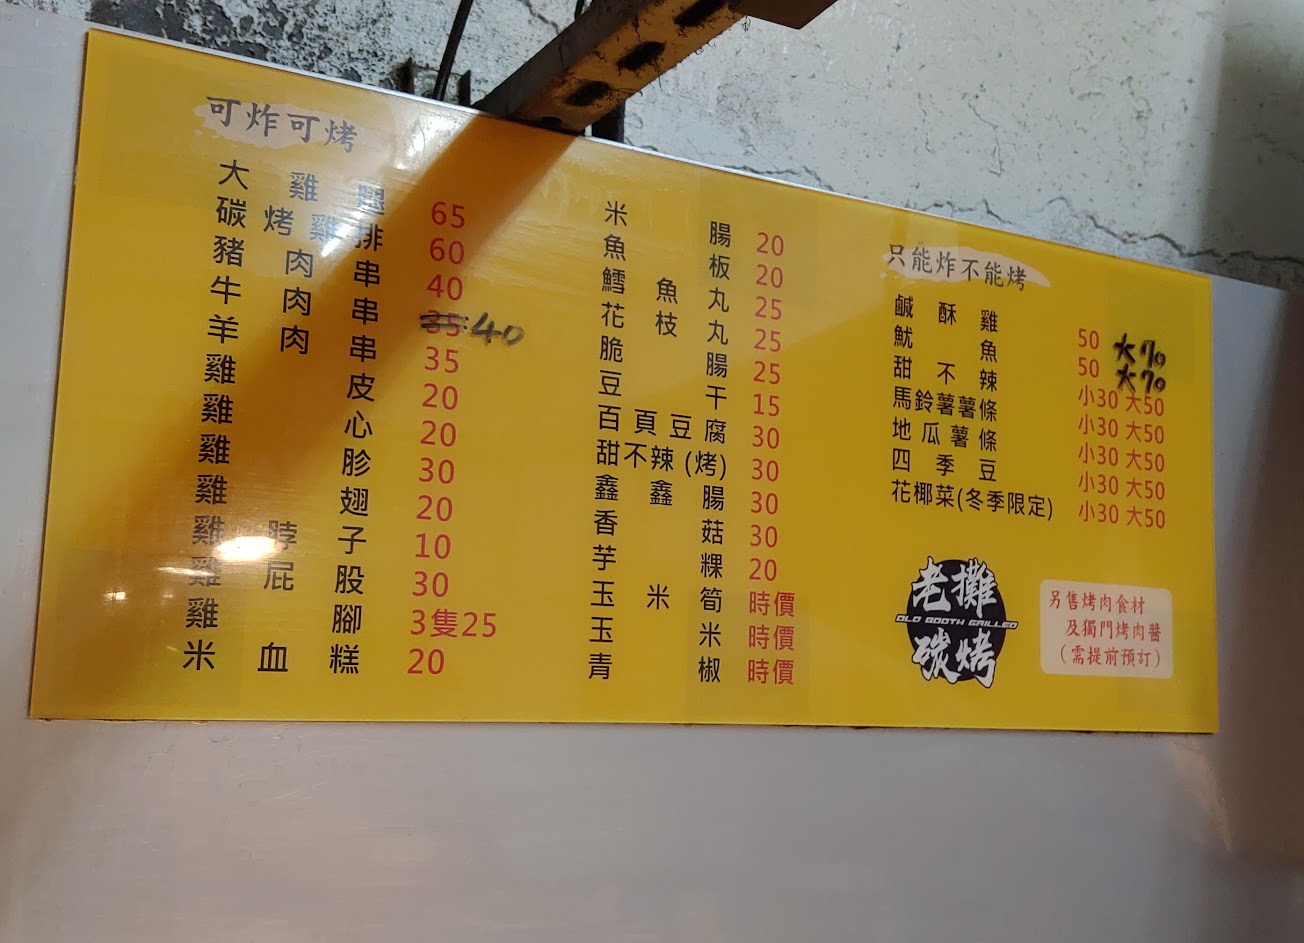 可炸可烤
大雞腿 65
碳烤雞排 60
豬肉串 40
牛肉串 35 40
羊肉串 35
雞皮 20
雞心 20
雞胗 30
雞翅 20
雞脖子 10
雞屁股 30
雞腳 3隻25
米血糕 20
米腸 20
魚板 20
鱈魚丸 25
花枝丸 25
脆腸 25
豆干 15
百頁豆腐 30
甜不辣(烤) 30
鑫鑫腸 30
香菇 30
芋粿 20
玉米筍 時價
玉米 時價
青椒 時價
只能炸不能烤
鹹酥雞 50 大70
魷魚 50 大70
甜不辣 小30 大50
馬鈴薯薯條 小30 大50
地瓜薯條 小30 大50
四季豆 小30 大50
花椰菜(冬季限定) 小30 大50
老攤
OLD BOOTH GRILLED
碳烤
另售烤肉食材
及獨門烤肉醬
(需提前預訂)